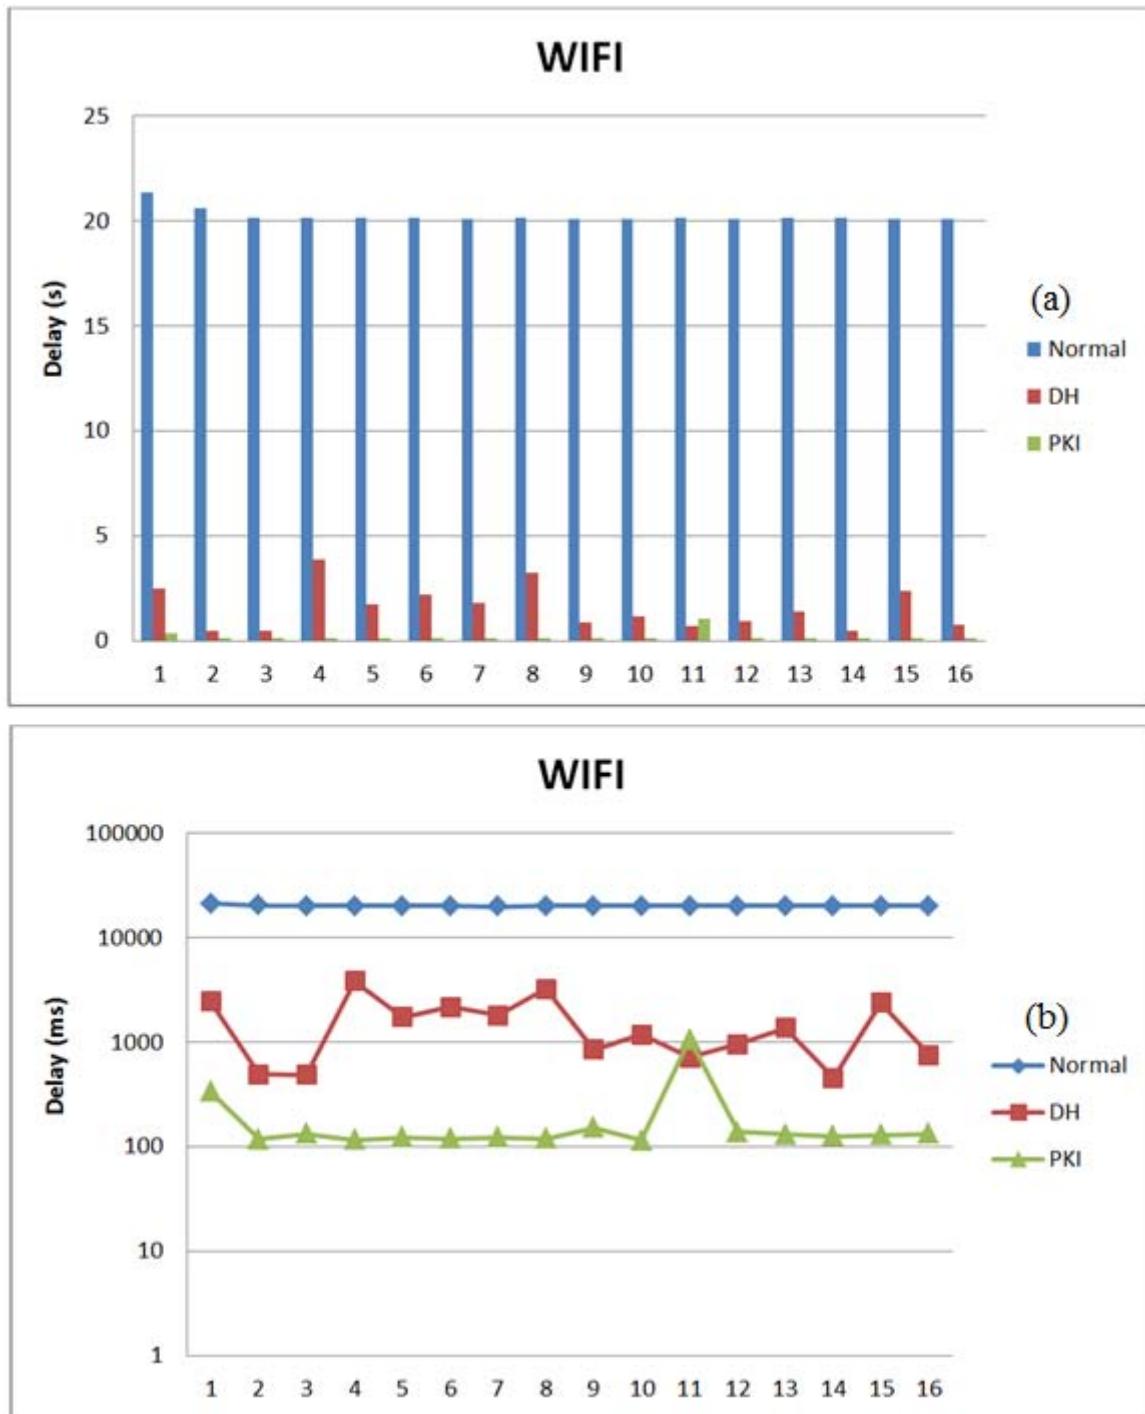 WIFI
25
20
15
10
5
0
Delay (s)
1 2 3 4 5 6 7 8 9 10 11 12 13 14 15 16
(a)
Normal
DH
PKI
WIFI
100000
10000
1000
100
10
1
Delay (ms)
1 2 3 4 5 6 7 8 9 10 11 12 13 14 15 16
(b)
Normal
DH
PKI